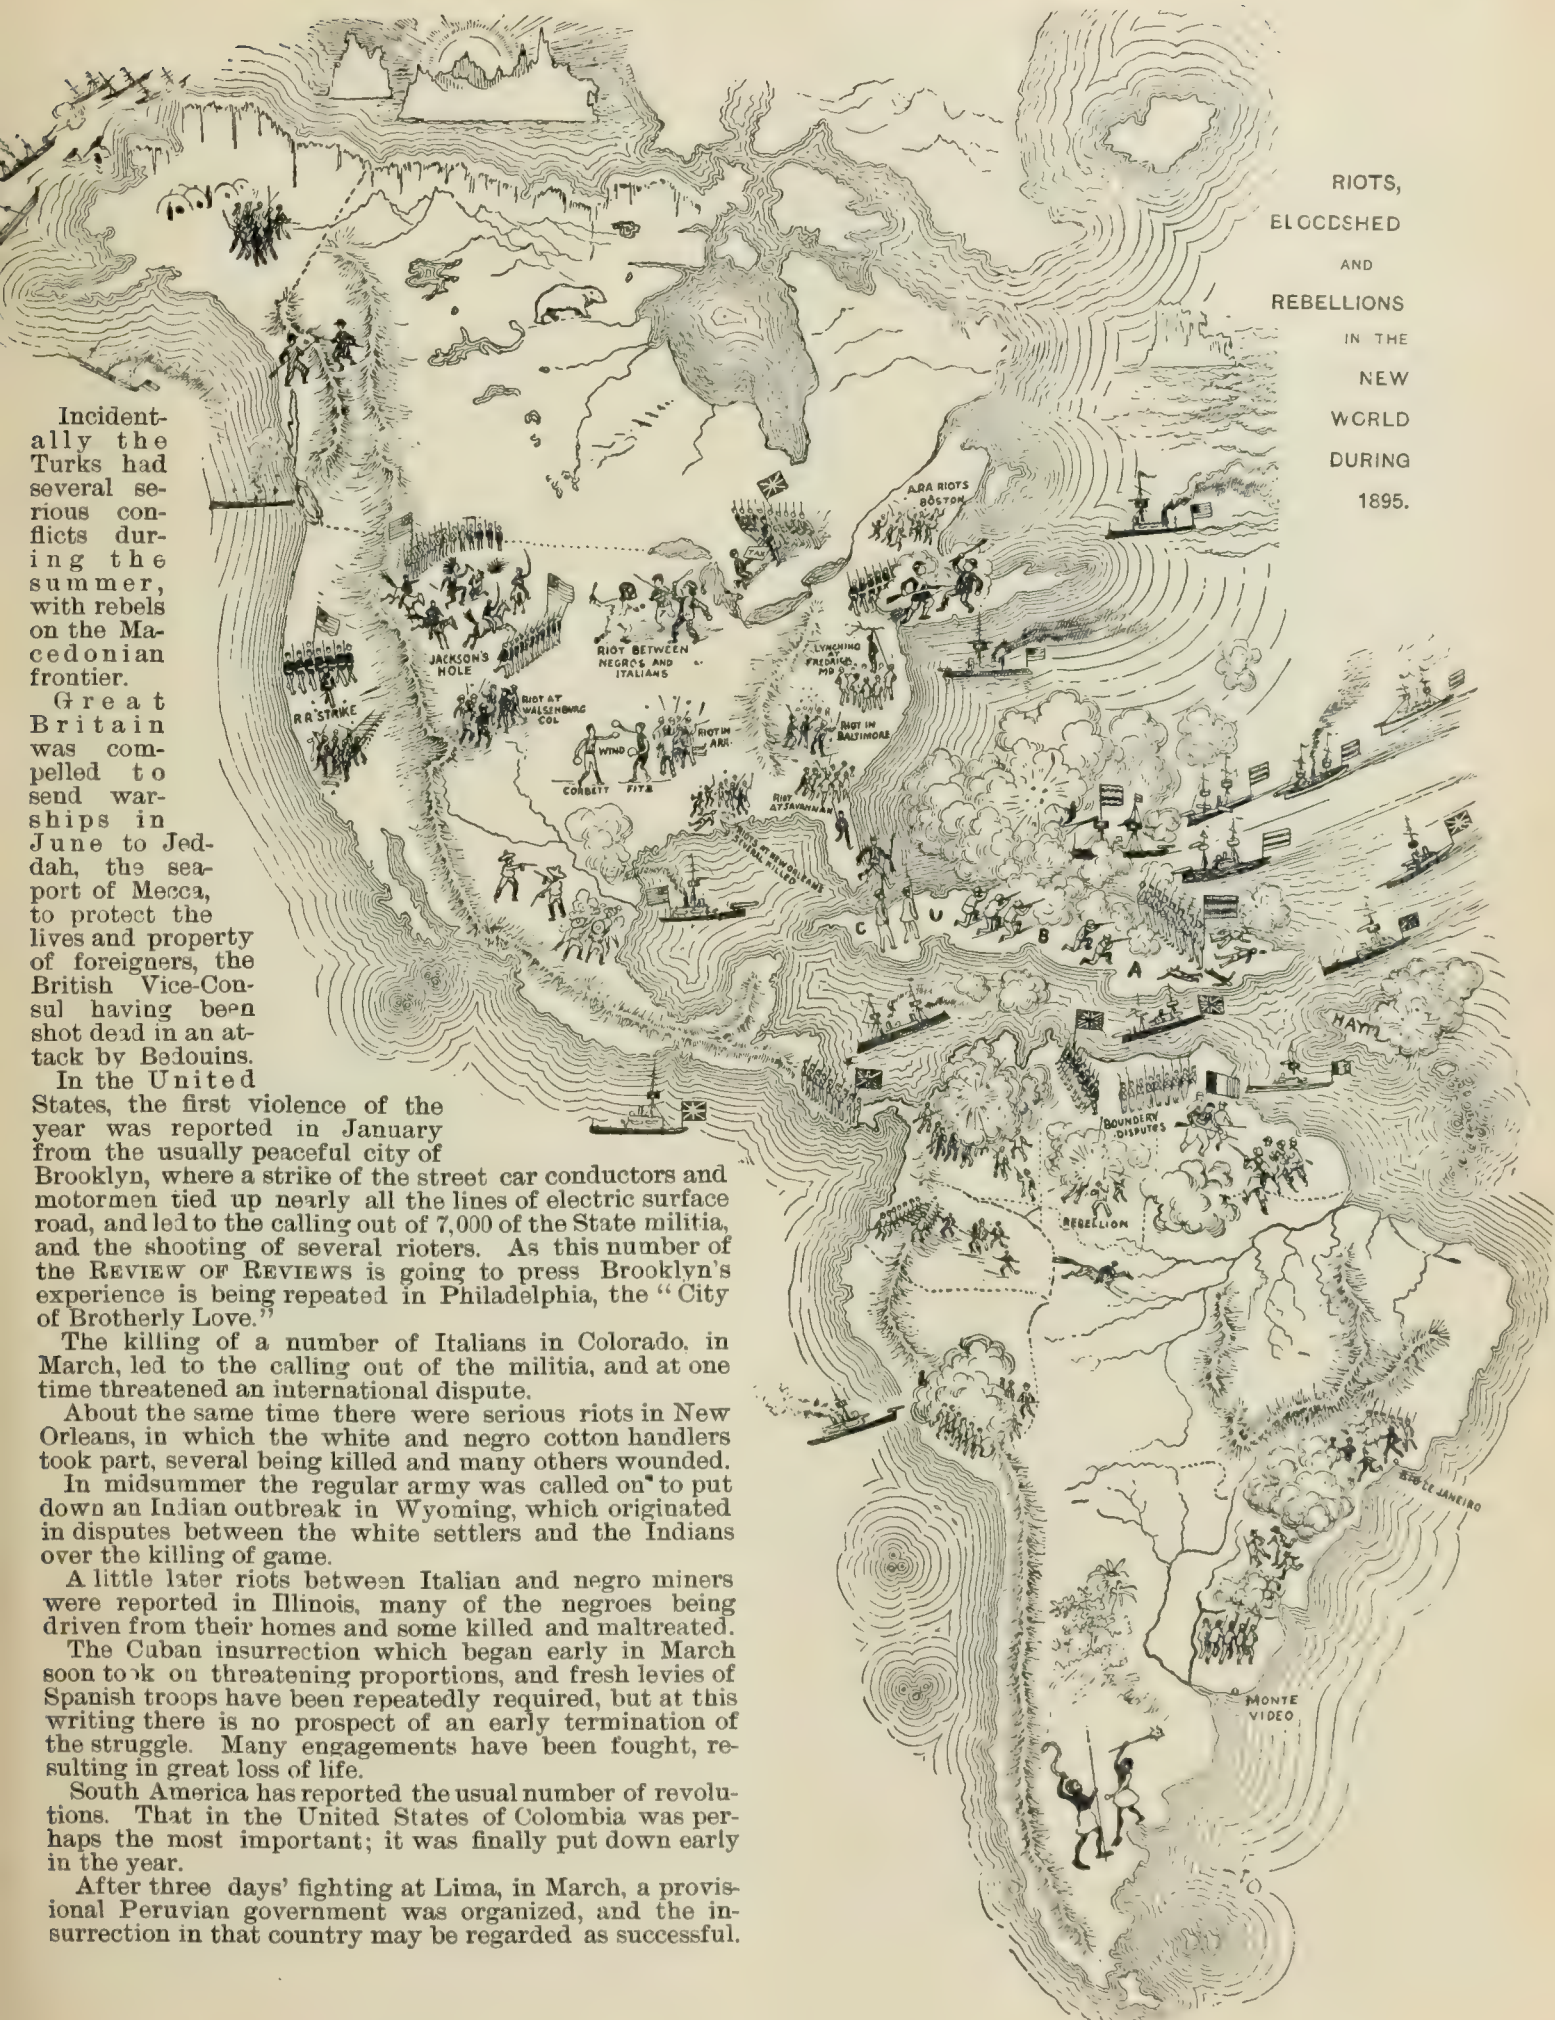 RIOTS,
BLOODSHED
AND
REBELLIONS
IN THE
NEW
WORLD
DURING
1895.
Incident-
ally the
Turks had
several se-
rious con-
flicts dur-
ing the
summer,
with rebels
on the Ma-
cedonian
frontier.
Great
Britain
was com-
pelled to
send war-
ships in
June to Jed-
dah, the sea-
port of Mecca,
to protect the
lives and property
of foreigners, the
British Vice-Con-
sul having been
shot dead in an at-
tack by Bedouins.
In the United
States, the first violence of the
year was reported in January
from the usually peaceful city of
Brooklyn, where a strike of the street car conductors and
motormen tied up nearly all the lines of electric surface
road, and led to the calling out of 7,000 of the State militia,
and the shooting of several rioters. As this number of
the REVIEW OF REVIEWS is going to press Brooklyn's
experience is being repeated in Philadelphia, the "City
of Brotherly Love."
The killing of a number of Italians in Colorado, in
March, led to the calling out of the militia, and at one
time threatened an international dispute.
About the same time there were serious riots in New
Orleans, in which the white and negro cotton handlers
took part, several being killed and many others wounded.
In midsummer the regular army was called on to put
down an Indian outbreak in Wyoming, which originated
in disputes between the white settlers and the Indians
over the killing of game.
A little later riots between Italian and negro miners
were reported in Illinois, many of the negroes being
driven from their homes and some killed and maltreated.
The Cuban insurrection which began early in March
soon took on threatening proportions, and fresh levies of
Spanish troops have been repeatedly required, but at this
writing there is no prospect of an early termination of
the struggle. Many engagements have been fought, re-
sulting in great loss of life.
South America has reported the usual number of revolu-
tions. That in the United States of Colombia was per-
haps the most important; it was finally put down early
in the year.
After three days' fighting at Lima, in March, a provis-
ional Peruvian government was organized, and the in-
surrection in that country may be regarded as successful.
A.P.A RIOTS
BOSTON
TAX
JACKSON'S
HOLE
RIOT BETWEEN
NEGROS AND
ITALIANS
LYNCHING
AT
FREDRICK
MD
R.R STRIKE
RIOT AT
WALSENBURG
COL
WIND
CORBETT FITZ
RIOT IN
ARK.
RIOT IN
BALTIMORE
RIOT
AT SAVANNAH
RIOTS AT NEW ORLEANS
SEVERAL KILLED
C U B A
HAYTI
BOUNDERY
DISPUTES
REBELLION
RIO DE JANEIRO
MONTE
VIDEO